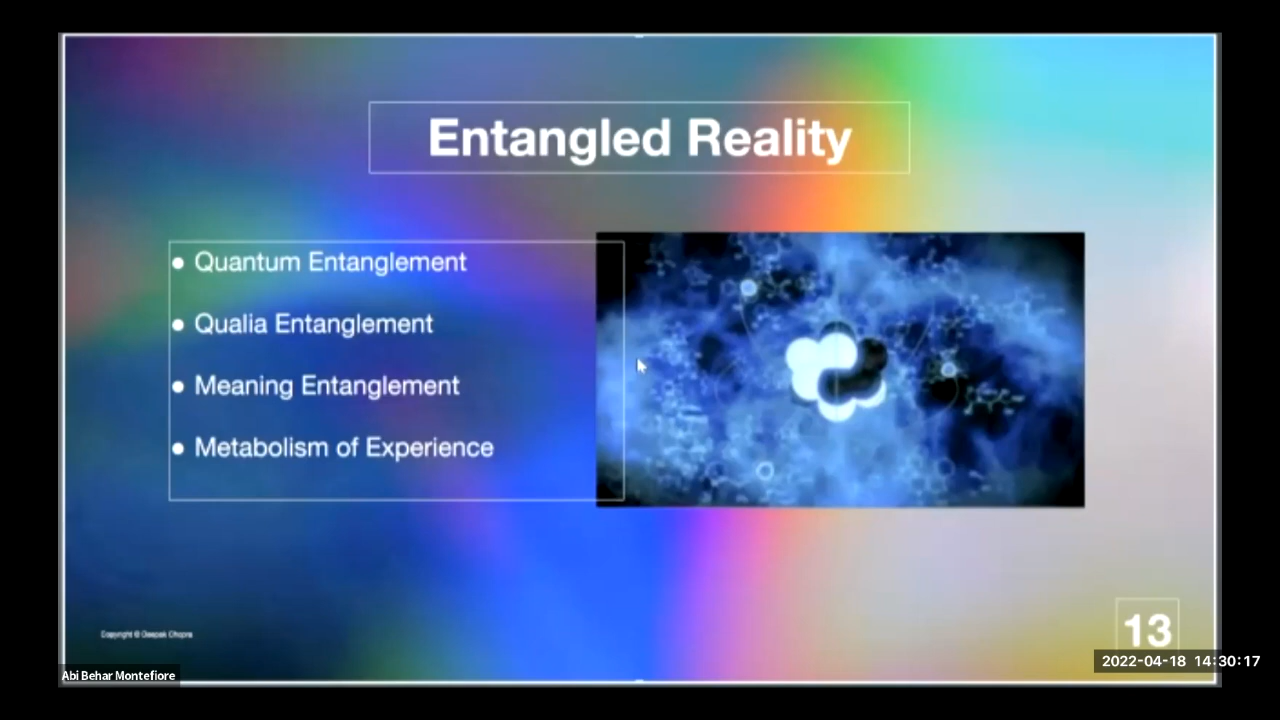 Entangled Reality
• Quantum Entanglement
• Qualia Entanglement
• Meaning Entanglement
• Metabolism of Experience
Copyright © Deepak Chopra
13
2022-04-18 14:30:17
Abi Behar Montefiore